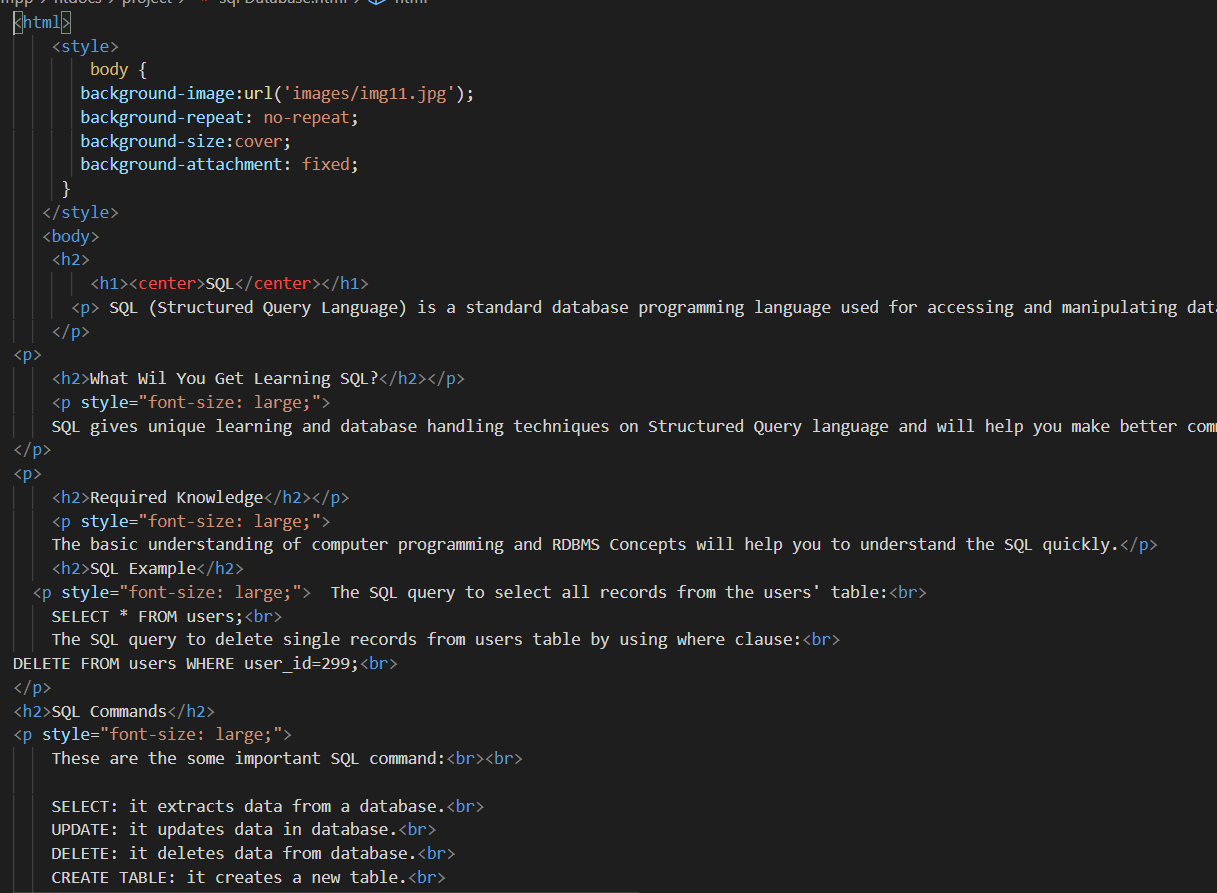 htdocs > project > sqlDatabase.html > html
<html>
<style>
body {
background-image:url('images/img11.jpg');
background-repeat: no-repeat;
background-size:cover;
background-attachment: fixed;
}
</style>
<body>
<h2>
<h1><center>SQL</center></h1>
<p> SQL (Structured Query Language) is a standard database programming language used for accessing and manipulating
</p>
<p>
<h2>What Wil You Get Learning SQL?</h2></p>
<p style="font-size: large;">
SQL gives unique learning and database handling techniques on Structured Query language and will help you make better
</p>
<p>
<h2>Required Knowledge</h2></p>
<p style="font-size: large;">
The basic understanding of computer programming and RDBMS Concepts will help you to understand the SQL quickly.</p>
<h2>SQL Example</h2>
<p style="font-size: large;">  The SQL query to select all records from the users' table:<br>
SELECT * FROM users;<br>
The SQL query to delete single records from users table by using where clause:<br>
DELETE FROM users WHERE user_id=299;<br>
</p>
<h2>SQL Commands</h2>
<p style="font-size: large;">
These are the some important SQL command:<br><br>
SELECT: it extracts data from a database.<br>
UPDATE: it updates data in database.<br>
DELETE: it deletes data from database.<br>
CREATE TABLE: it creates a new table.<br>